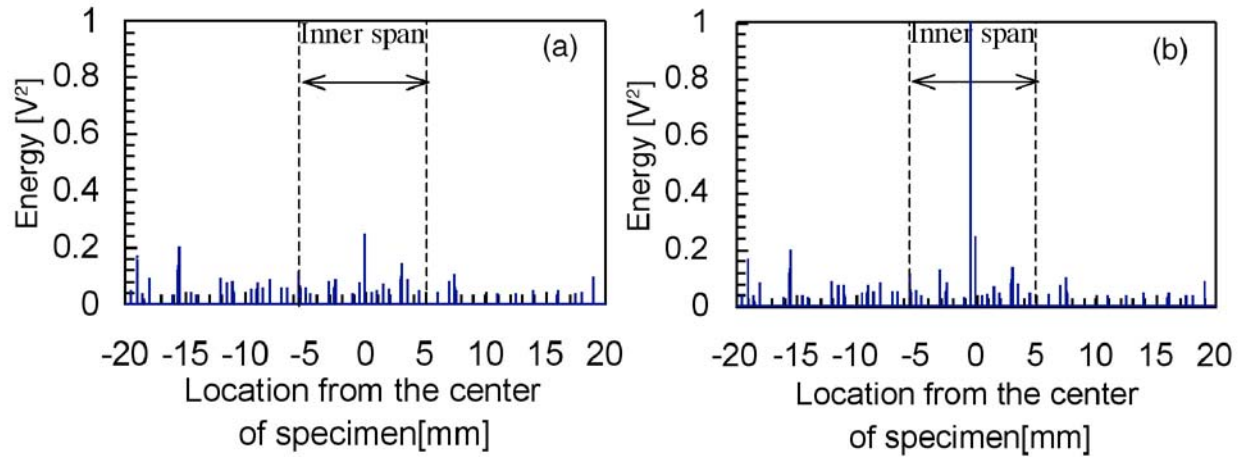 1
Inner span
(a)
0.8
0.6
0.4
0.2
0
Energy [V²]
-20 -15 -10 -5 0 5 10 15 20
Location from the center
of specimen[mm]
1
Inner span
(b)
0.8
0.6
0.4
0.2
0
Energy [V²]
-20 -15 -10 -5 0 5 10 15 20
Location from the center
of specimen[mm]